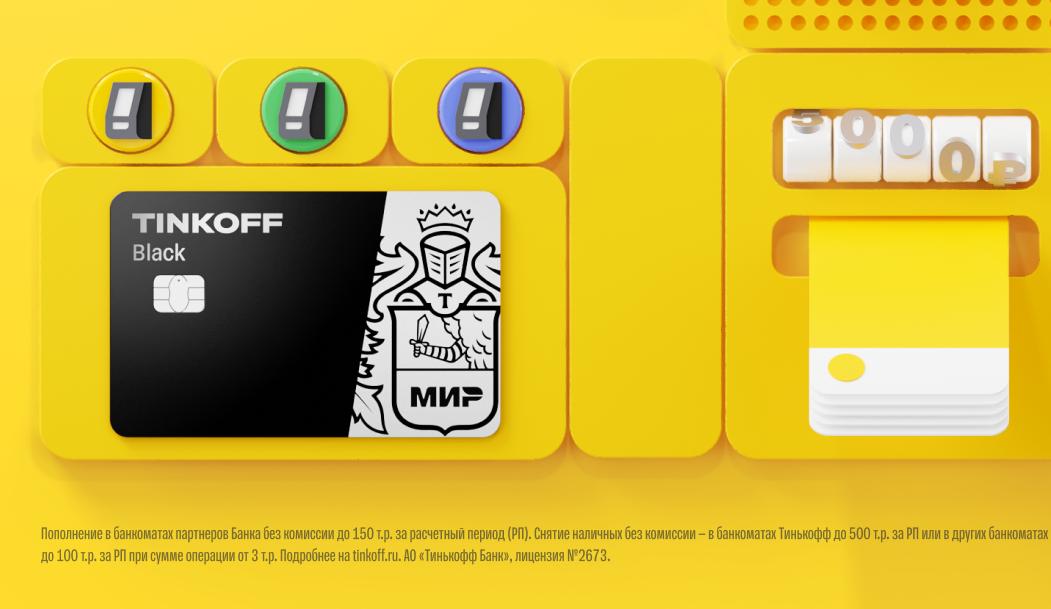 5000₽
TINKOFF
Black
T
МИР
Пополнение в банкоматах партнеров Банка без комиссии до 150 т.р. за расчетный период (РП). Снятие наличных без комиссии – в банкоматах Тинькофф до 500 т.р. за РП или в других банкоматах
до 100 т.р. за РП при сумме операции от 3 т.р. Подробнее на tinkoff.ru. АО «Тинькофф Банк», лицензия №2673.